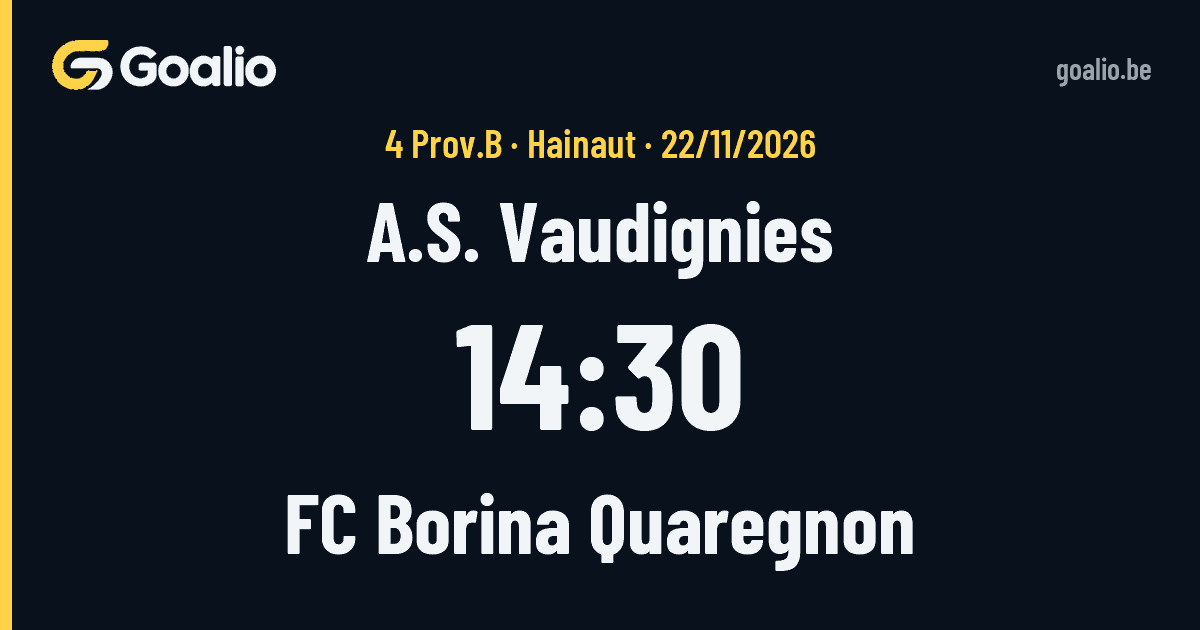 Goalio
goalio.be
4 Prov.B · Hainaut · 22/11/2026
A.S. Vaudignies
14:30
FC Borina Quaregnon